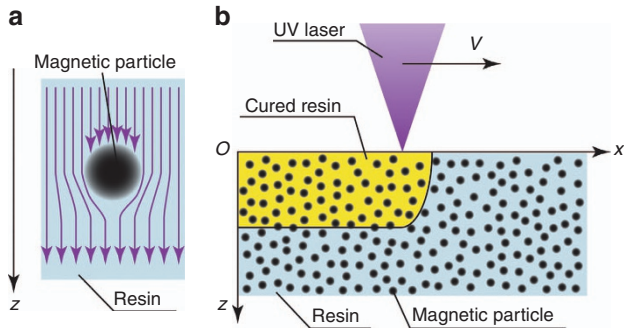 a
Magnetic particle
Resin
z
b
UV laser
V
Cured resin
O
x
z
Resin
Magnetic particle